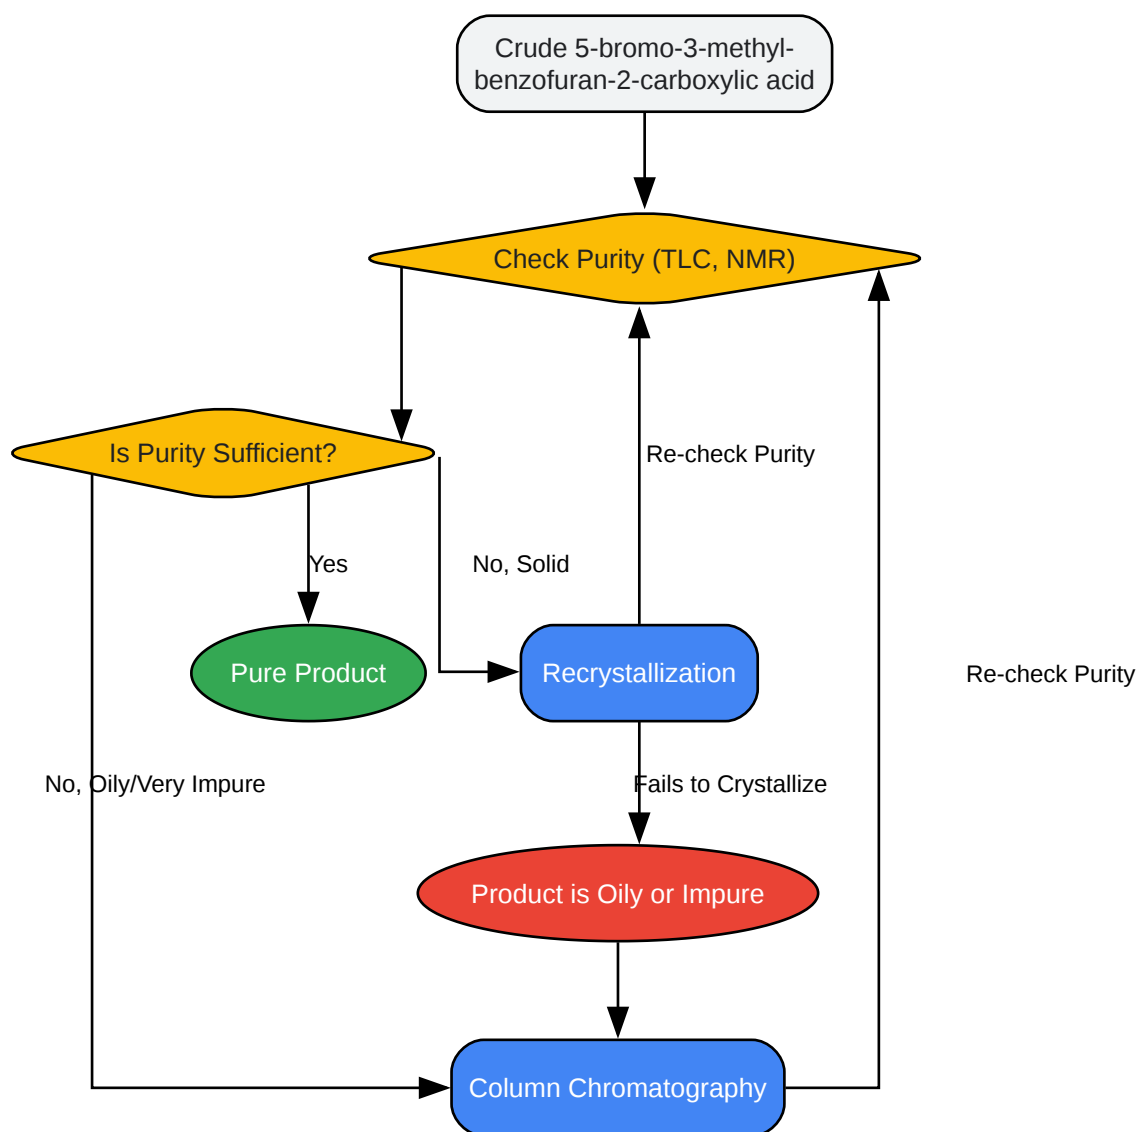 Crude 5-bromo-3-methyl-
benzofuran-2-carboxylic acid
Check Purity (TLC, NMR)
Is Purity Sufficient?
Re-check Purity
Yes
No, Solid
Pure Product
Recrystallization
Re-check Purity
No, Oily/Very Impure
Fails to Crystallize
Product is Oily or Impure
Column Chromatography